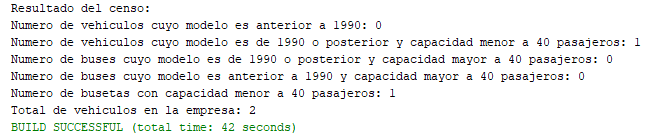 Resultado del censo:
Numero de vehiculos cuyo modelo es anterior a 1990: 0
Numero de vehiculos cuyo modelo es de 1990 o posterior y capacidad menor a 40 pasajeros: 1
Numero de buses cuyo modelo es de 1990 o posterior y capacidad mayor a 40 pasajeros: 0
Numero de buses cuyo modelo es anterior a 1990 y capacidad mayor a 40 pasajeros: 0
Numero de busetas con capacidad menor a 40 pasajeros: 1
Total de vehiculos en la empresa: 2
BUILD SUCCESSFUL (total time: 42 seconds)